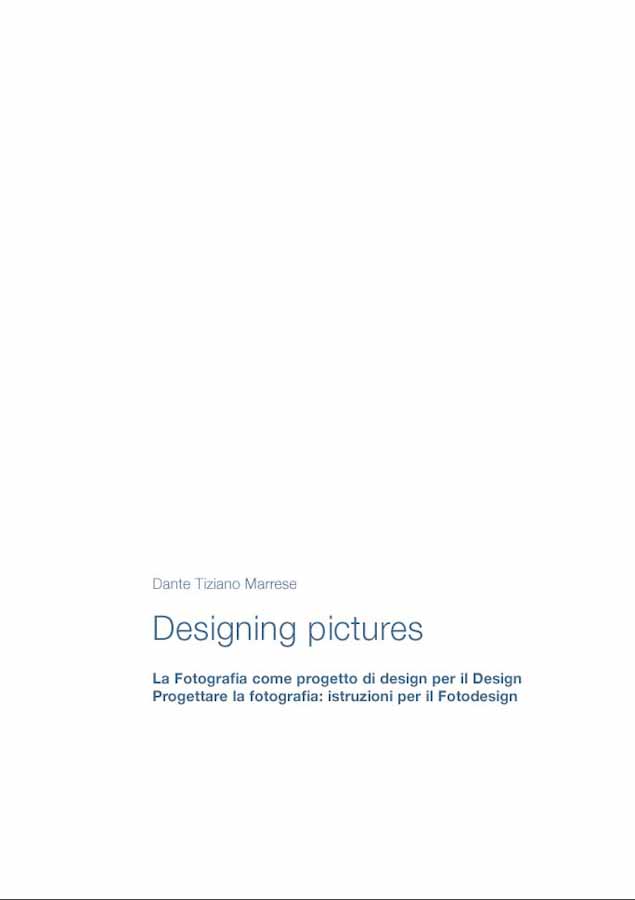 Dante Tiziano Marrese
Designing pictures
La Fotografia come progetto di design per il Design
Progettare la fotografia: istruzioni per il Fotodesign